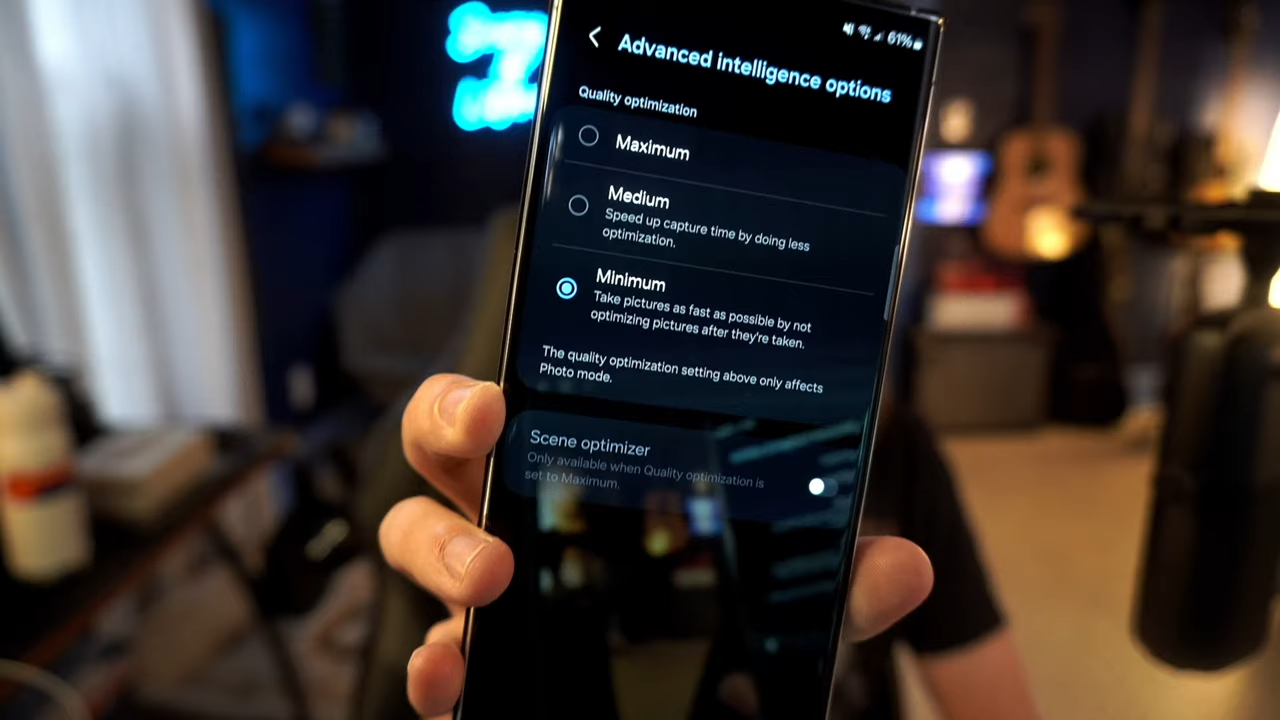 61%
Advanced intelligence options
Quality optimization
Maximum
Medium
Speed up capture time by doing less
optimization.
Minimum
Take pictures as fast as possible by not
optimizing pictures after they're taken.
The quality optimization setting above only affects
Photo mode.
Scene optimizer
Only available when Quality optimization is
set to Maximum.